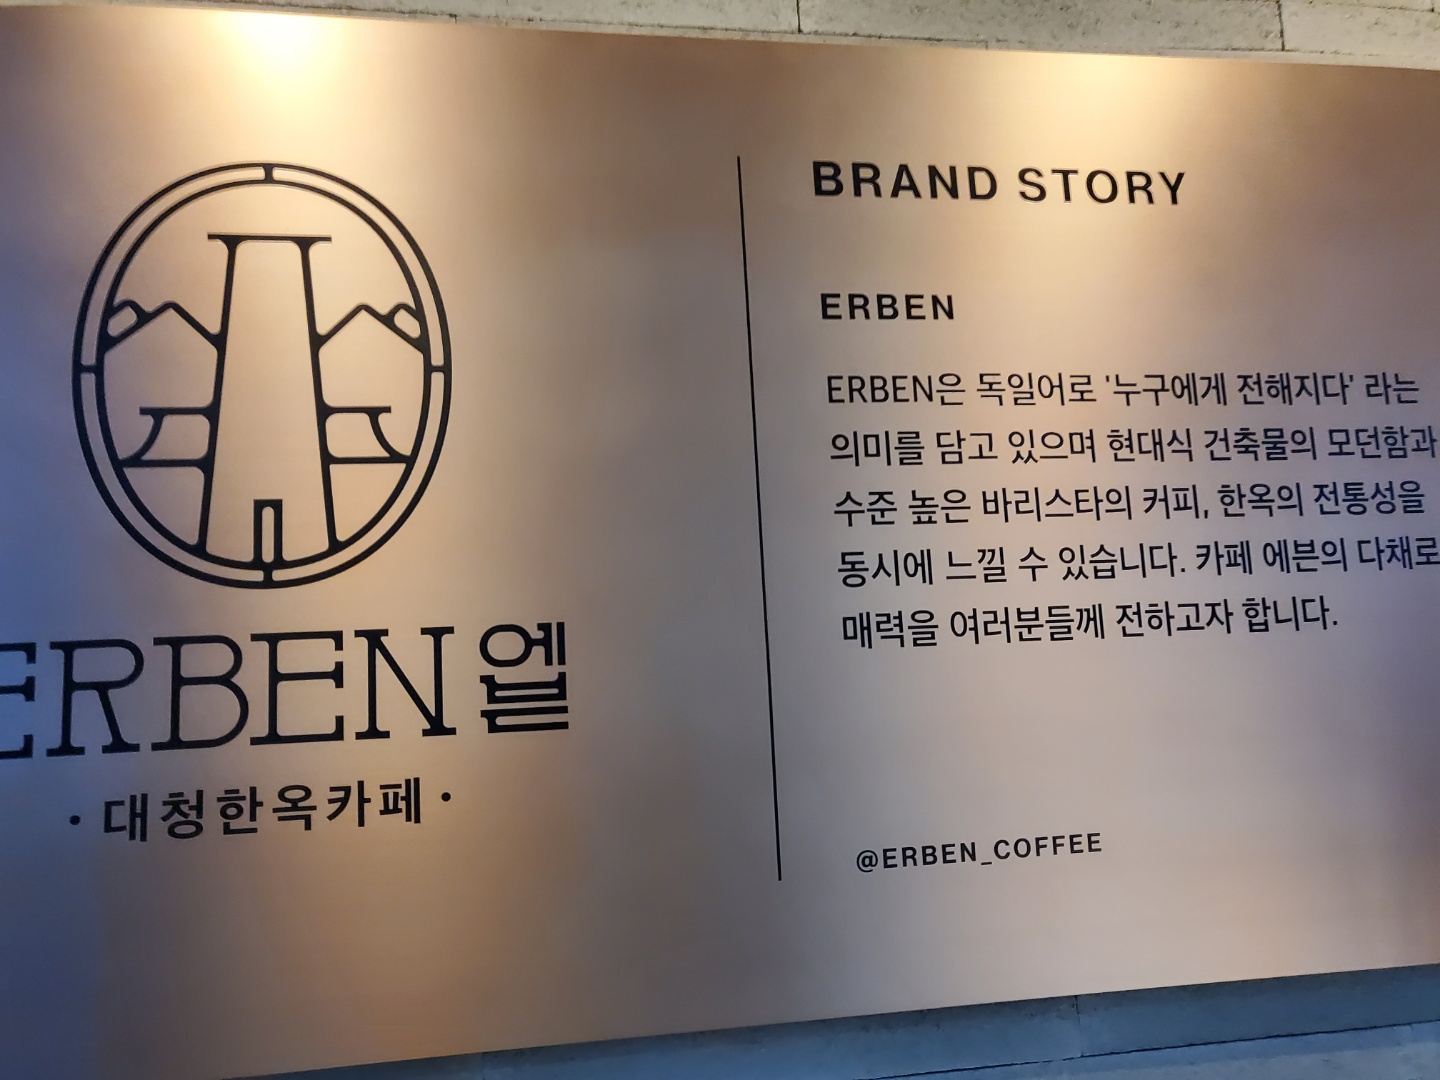 ERBEN 엘
· 대청한옥카페 ·
BRAND STORY
ERBEN
ERBEN은 독일어로 '누구에게 전해지다' 라는
의미를 담고 있으며 현대식 건축물의 모던함과
수준 높은 바리스타의 커피, 한옥의 전통성을
동시에 느낄 수 있습니다. 카페 에븐의 다채로
매력을 여러분들께 전하고자 합니다.
@ERBEN_COFFEE